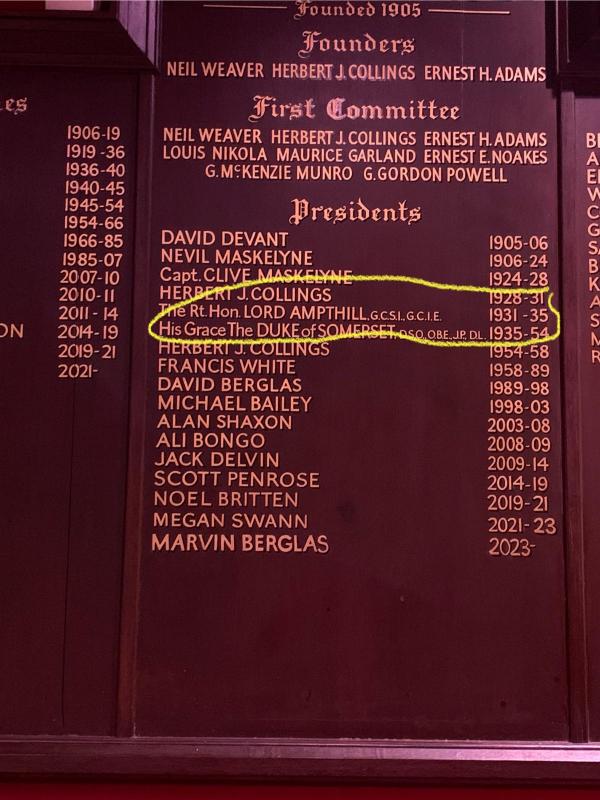 Founded 1905
Founders
NEIL WEAVER HERBERT J. COLLINGS ERNEST H. ADAMS
First Committee
NEIL WEAVER HERBERT J. COLLINGS ERNEST H. ADAMS
LOUIS NIKOLA MAURICE GARLAND ERNEST E. NOAKES
G. McKENZIE MUNRO G. GORDON POWELL
Presidents
DAVID DEVANT 1905-06
NEVIL MASKELYNE 1906-24
Capt. CLIVE MASKELYNE 1924-28
HERBERT J. COLLINGS 1928-31
The Rt. Hon. LORD AMPTHILL, G.C.S.I., G.C.I.E. 1931-35
His Grace The DUKE of SOMERSET, DSO, OBE, JP, DL. 1935-54
HERBERT J. COLLINGS 1954-58
FRANCIS WHITE 1958-89
DAVID BERGLAS 1989-98
MICHAEL BAILEY 1998-03
ALAN SHAXON 2003-08
ALI BONGO 2008-09
JACK DELVIN 2009-14
SCOTT PENROSE 2014-19
NOEL BRITTEN 2019-21
MEGAN SWANN 2021-23
MARVIN BERGLAS 2023-
1906-19
1919-36
1936-40
1940-45
1945-54
1954-66
1966-85
1985-07
2007-10
2010-11
2011-14
2014-19
2019-21
2021-